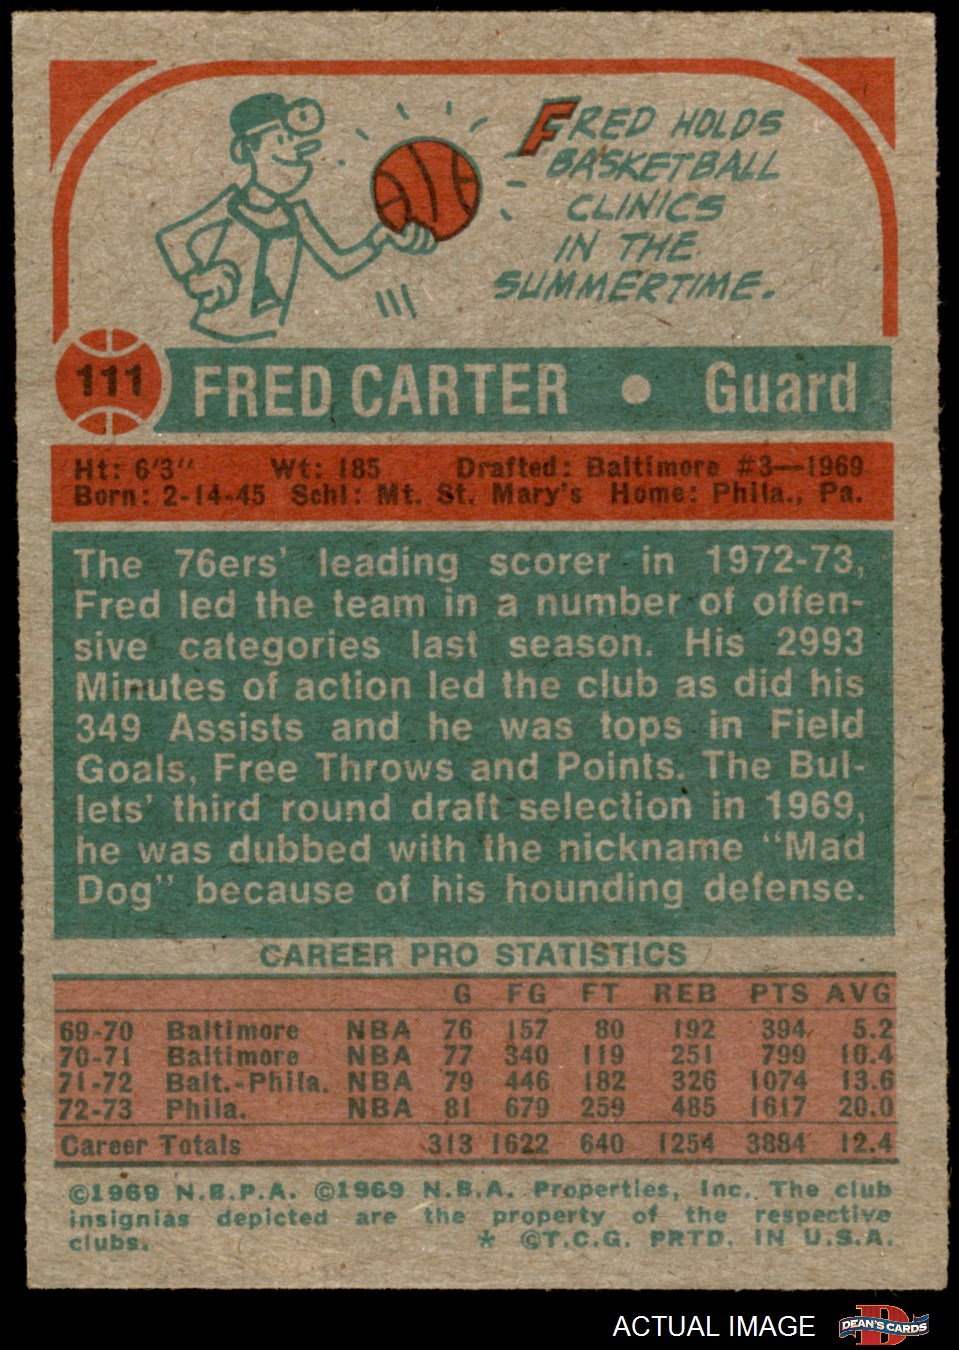 FRED HOLDS
BASKETBALL
CLINICS
IN THE
SUMMERTIME.
111 FRED CARTER ● Guard
Ht: 6'3" Wt: 185 Drafted: Baltimore #3—1969
Born: 2-14-45 Schl: Mt. St. Mary's Home: Phila., Pa.
The 76ers' leading scorer in 1972-73,
Fred led the team in a number of offen-
sive categories last season. His 2993
Minutes of action led the club as did his
349 Assists and he was tops in Field
Goals, Free Throws and Points. The Bul-
lets' third round draft selection in 1969,
he was dubbed with the nickname "Mad
Dog" because of his hounding defense.
CAREER PRO STATISTICS
G FG FT REB PTS AVG
69-70 Baltimore NBA 76 157 80 192 394 5.2
70-71 Baltimore NBA 77 340 119 251 799 10.4
71-72 Balt.-Phila. NBA 79 446 182 326 1074 13.6
72-73 Phila. NBA 81 679 259 485 1617 20.0
Career Totals 313 1622 640 1254 3884 12.4
©1969 N.B.P.A. ©1969 N.B.A. Properties, Inc. The club
insignias depicted are the property of the respective
clubs. * ©T.C.G. PRTD. IN U.S.A.
ACTUAL IMAGE D DEAN'S CARDS